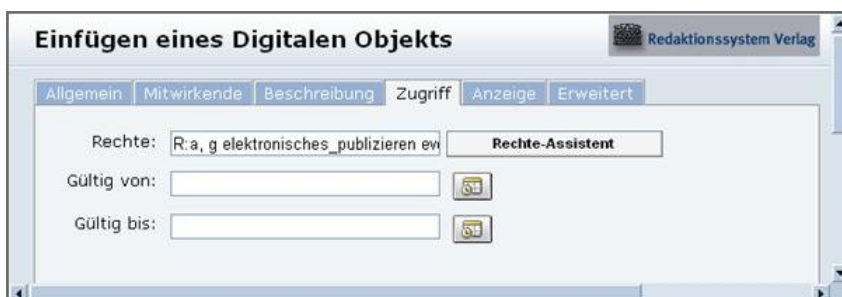 Einfügen eines Digitalen Objekts
Redaktionssystem Verlag
Allgemein Mitwirkende Beschreibung Zugriff Anzeige Erweitert
Rechte: R:a, g elektronisches_publizieren Rechte-Assistent
Gültig von:
Gültig bis: